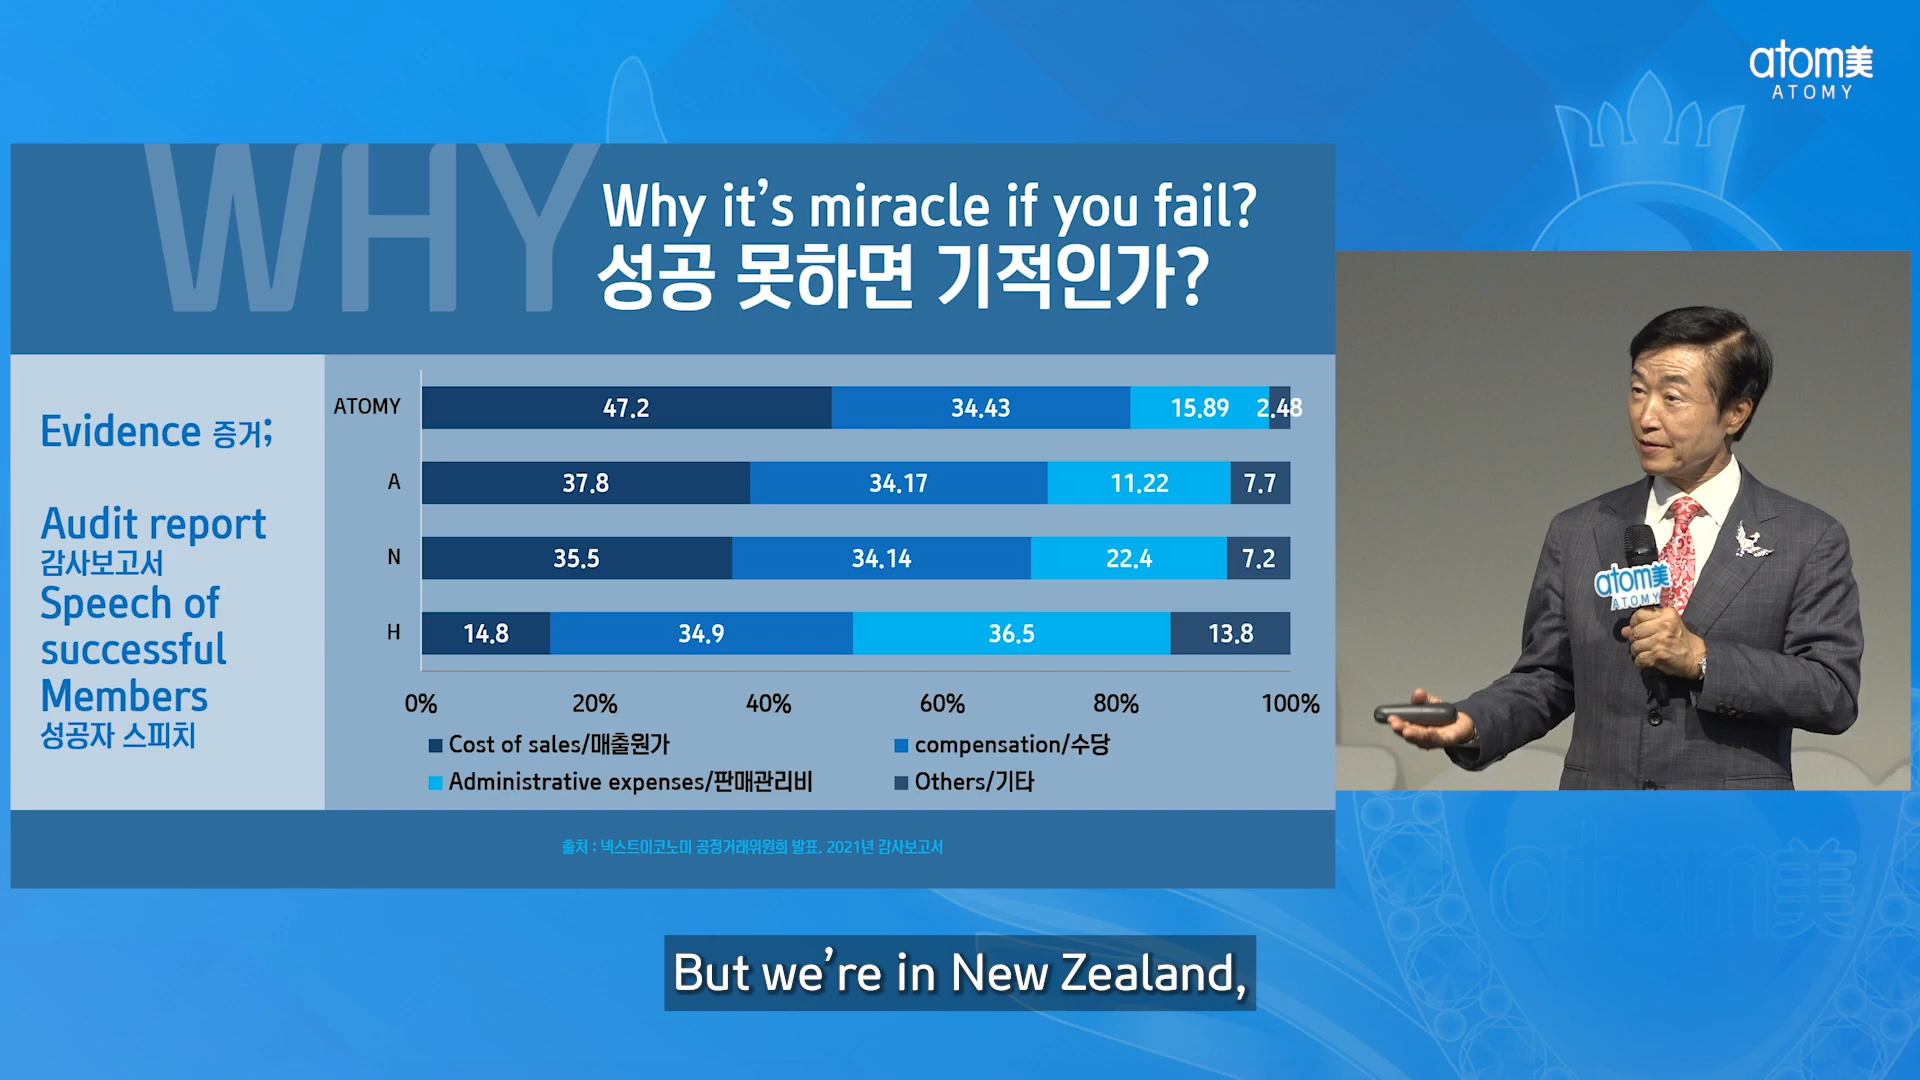 atom美
ATOMY
WHY
Why it's miracle if you fail?
성공 못하면 기적인가?
Evidence 증거;
Audit report
감사보고서
Speech of
successful
Members
성공자 스피치
ATOMY 47.2 34.43 15.89 2.48
A 37.8 34.17 11.22 7.7
N 35.5 34.14 22.4 7.2
H 14.8 34.9 36.5 13.8
0% 20% 40% 60% 80% 100%
Cost of sales/매출원가 compensation/수당
Administrative expenses/판매관리비 Others/기타
출처 : 넥스트이코노미 공정거래위원회 발표. 2021년 감사보고서
atom美
ATOMY
atom美
But we're in New Zealand,